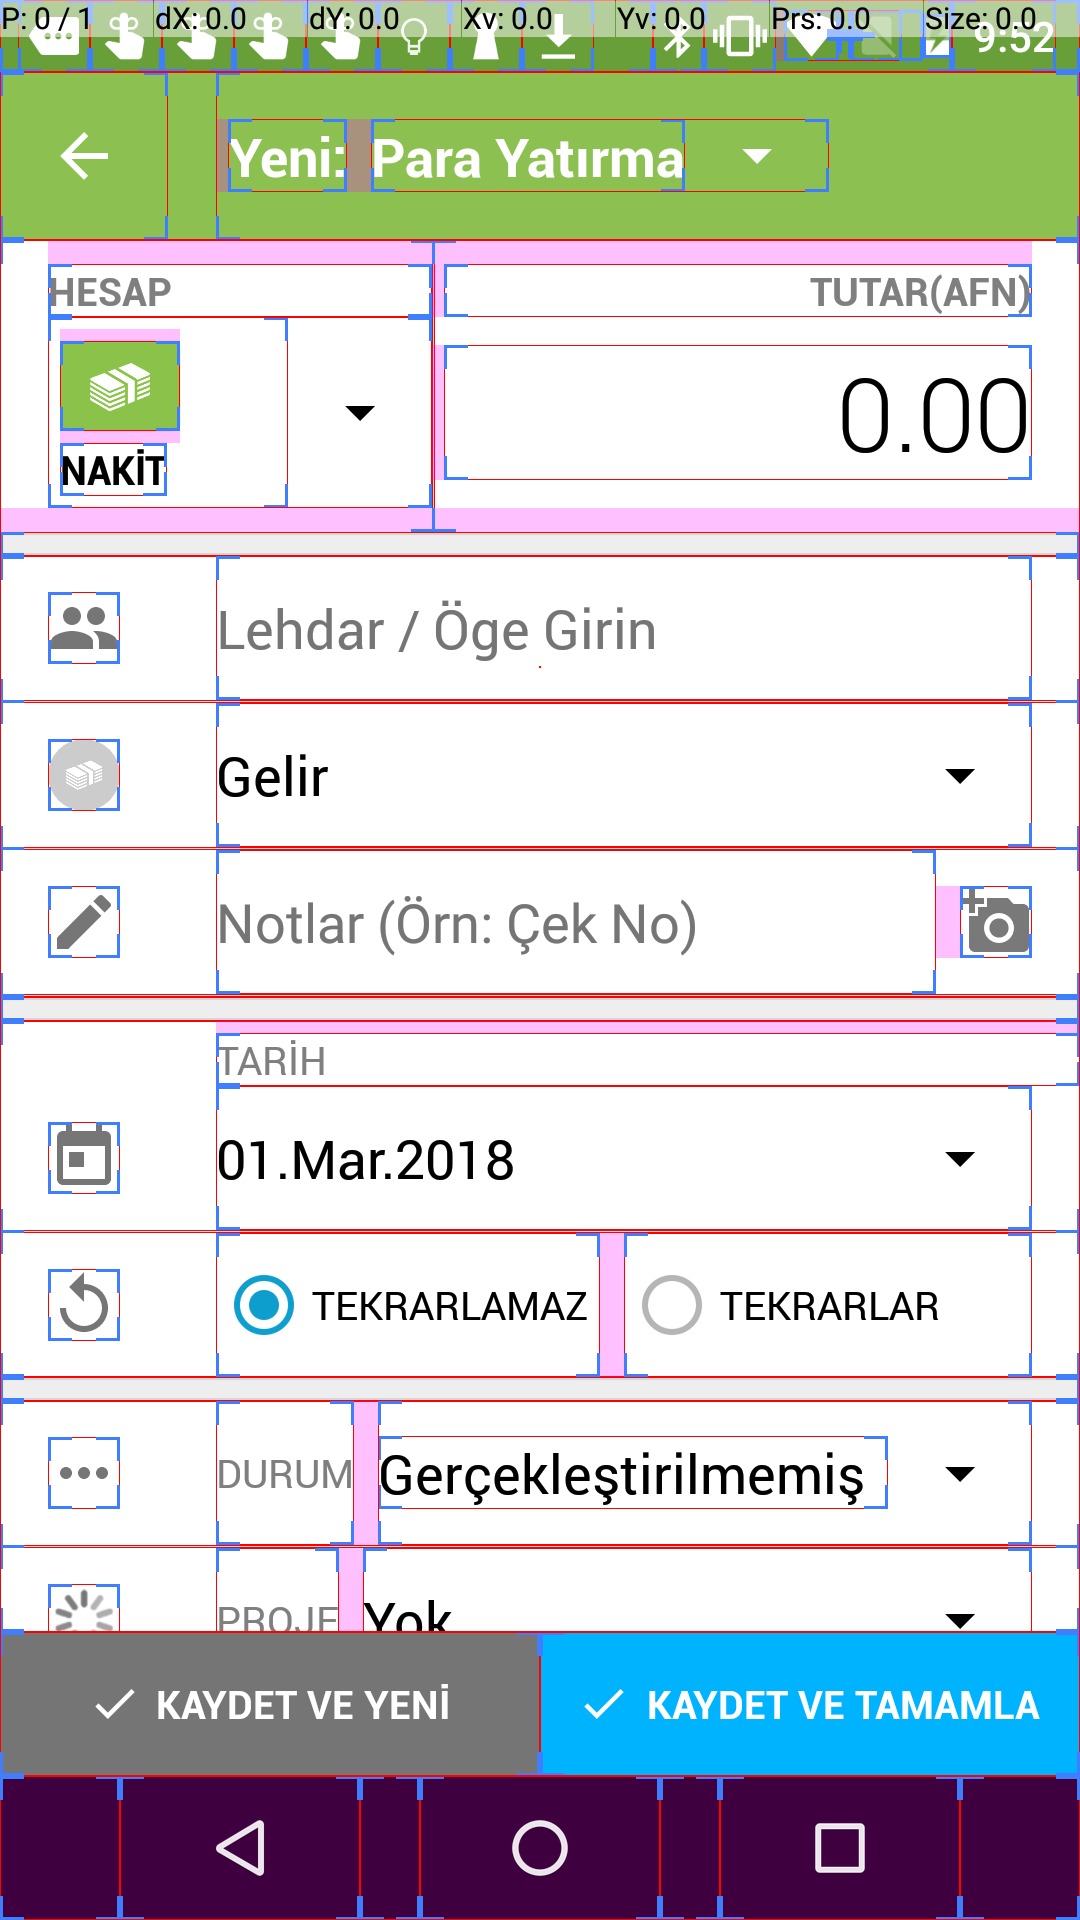 P: 0 / 1 dX: 0.0 dY: 0.0 Xv: 0.0 Yv: 0.0 Prs: 0.0 Size: 0.0
9:52
Yeni: Para Yatırma
HESAP TUTAR(AFN)
0.00
NAKİT
Lehdar / Öge Girin
Gelir
Notlar (Örn: Çek No)
TARİH
01.Mar.2018
TEKRARLAMAZ TEKRARLAR
DURUM Gerçekleştirilmemiş
PROJE Yok
KAYDET VE YENİ KAYDET VE TAMAMLA